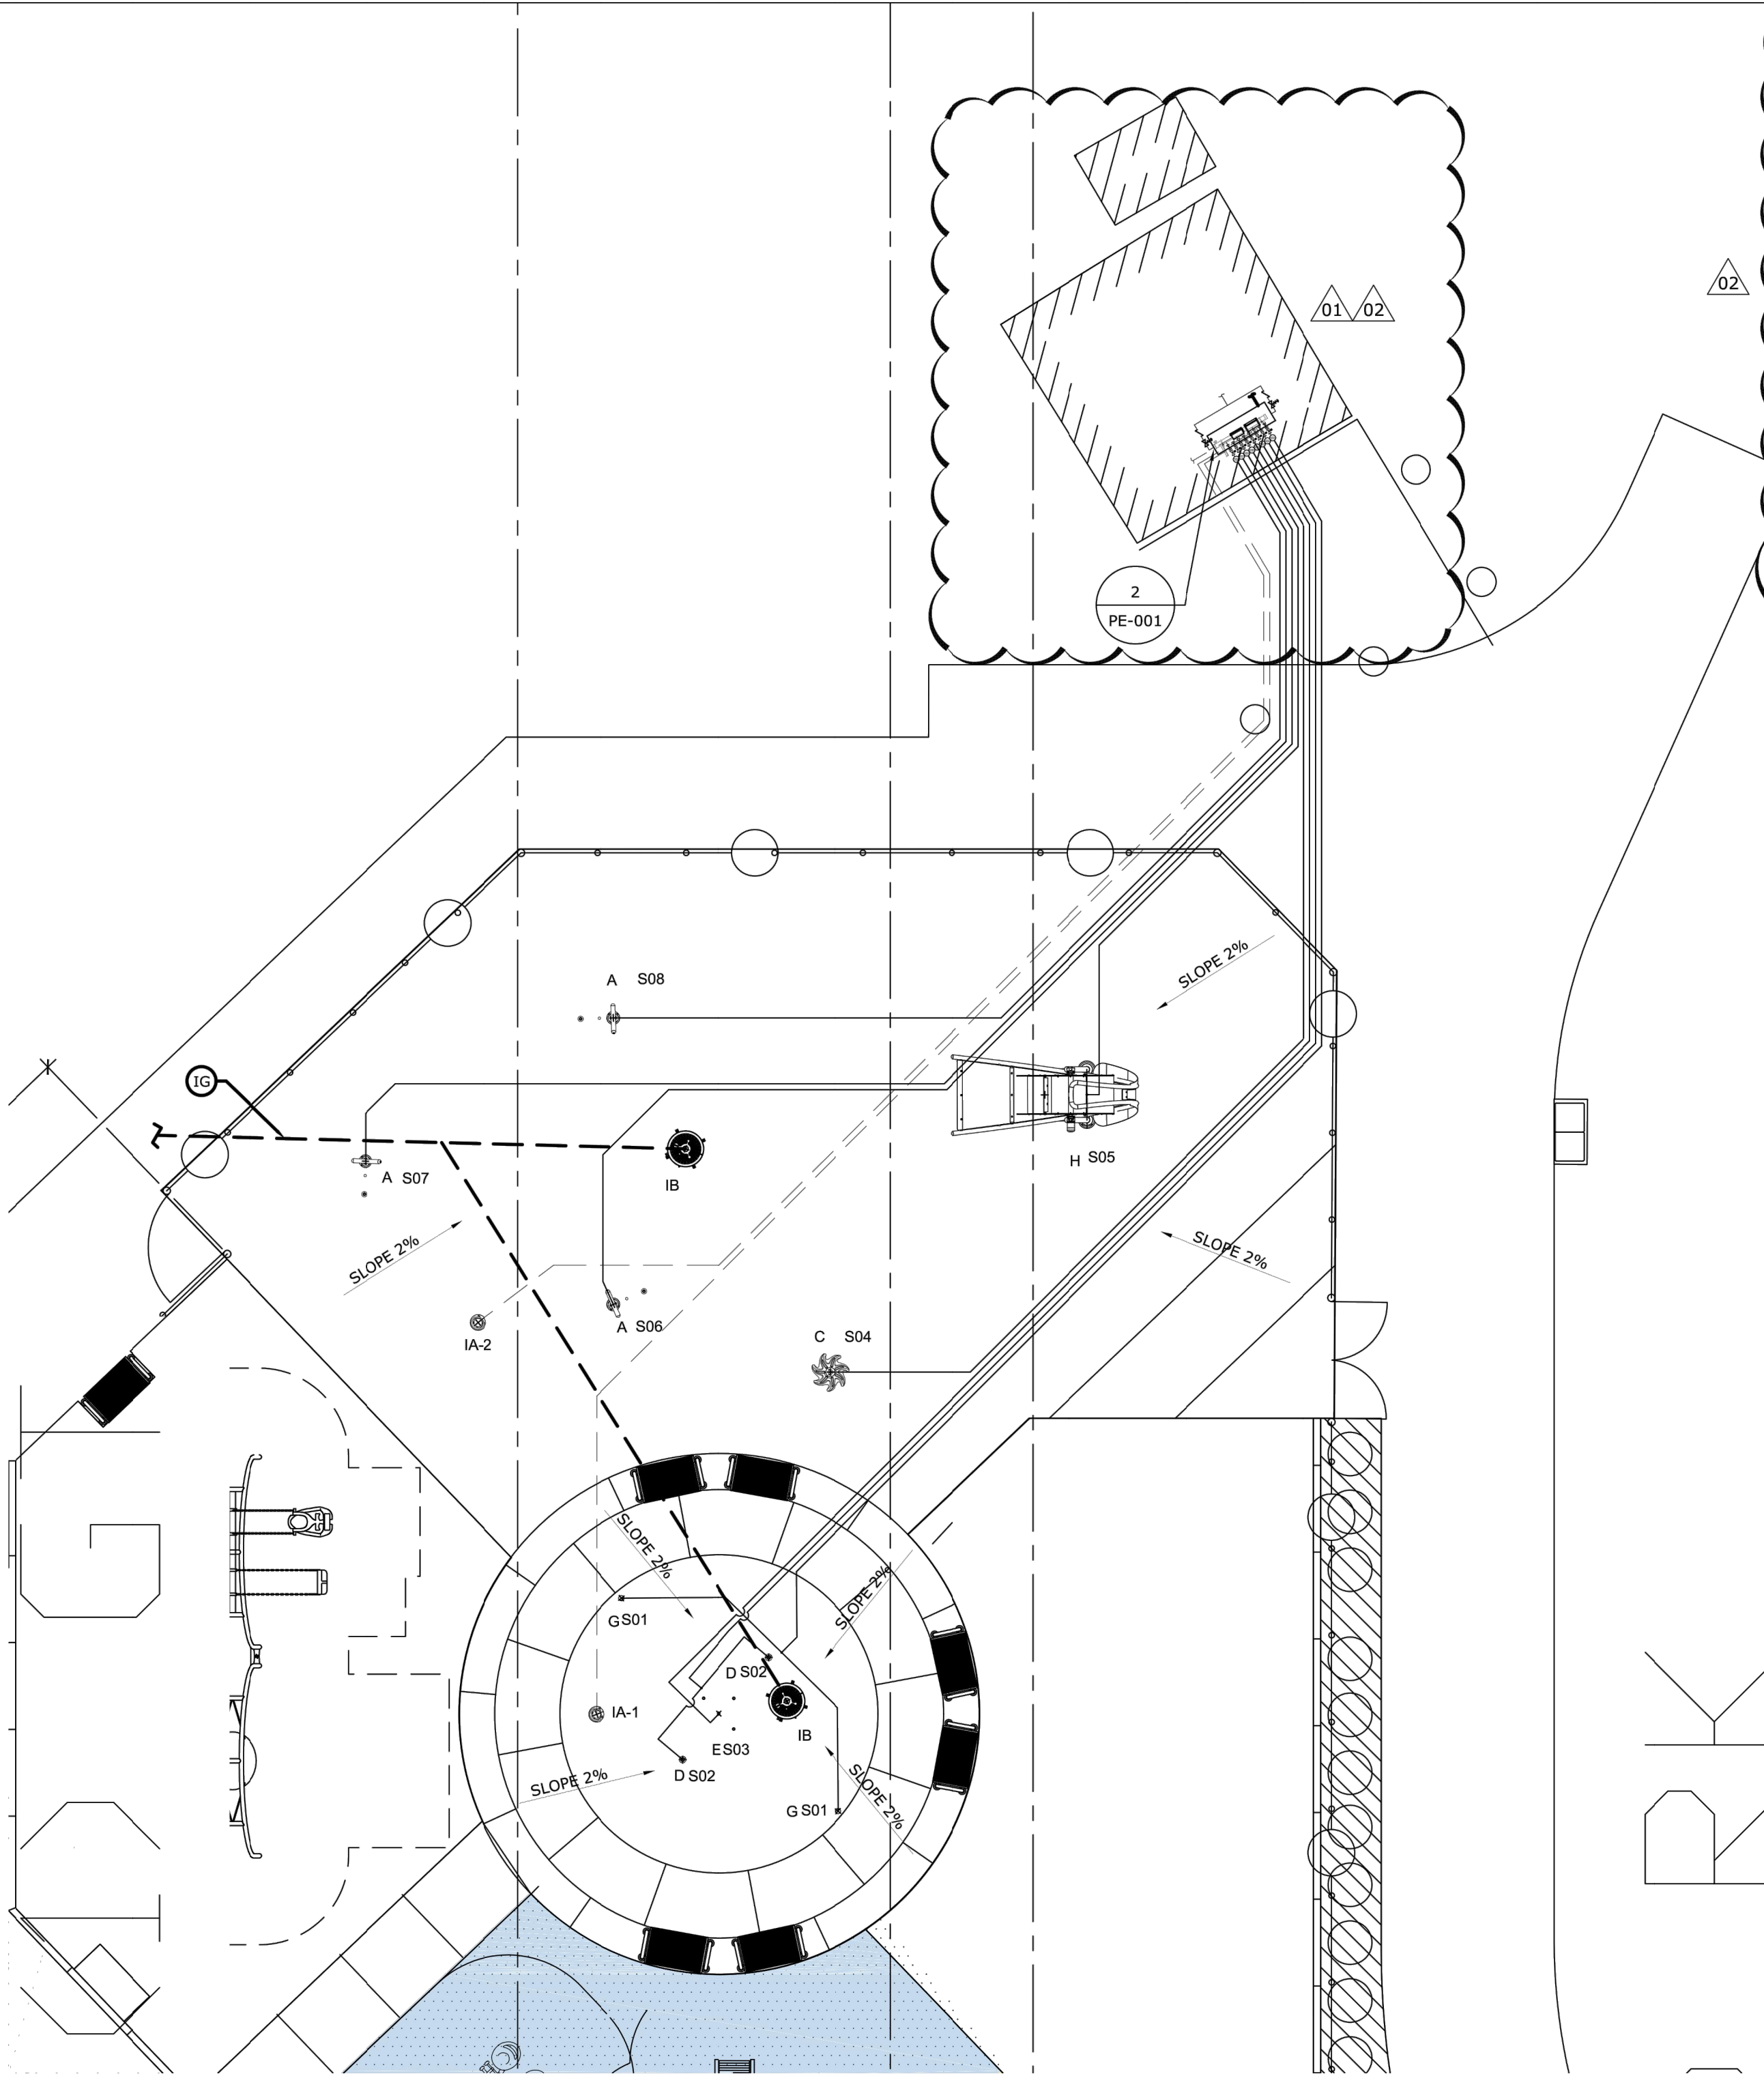 02
01 02
2
PE-001
SLOPE 2%
A S08
IG
A S07
IB
H S05
SLOPE 2%
SLOPE 2%
IA-2
A S06
C S04
SLOPE 2%
SLOPE 2%
G S01
D S02
IA-1
IB
E S03
D S02
SLOPE 2%
SLOPE 2%
G S01
G
R K